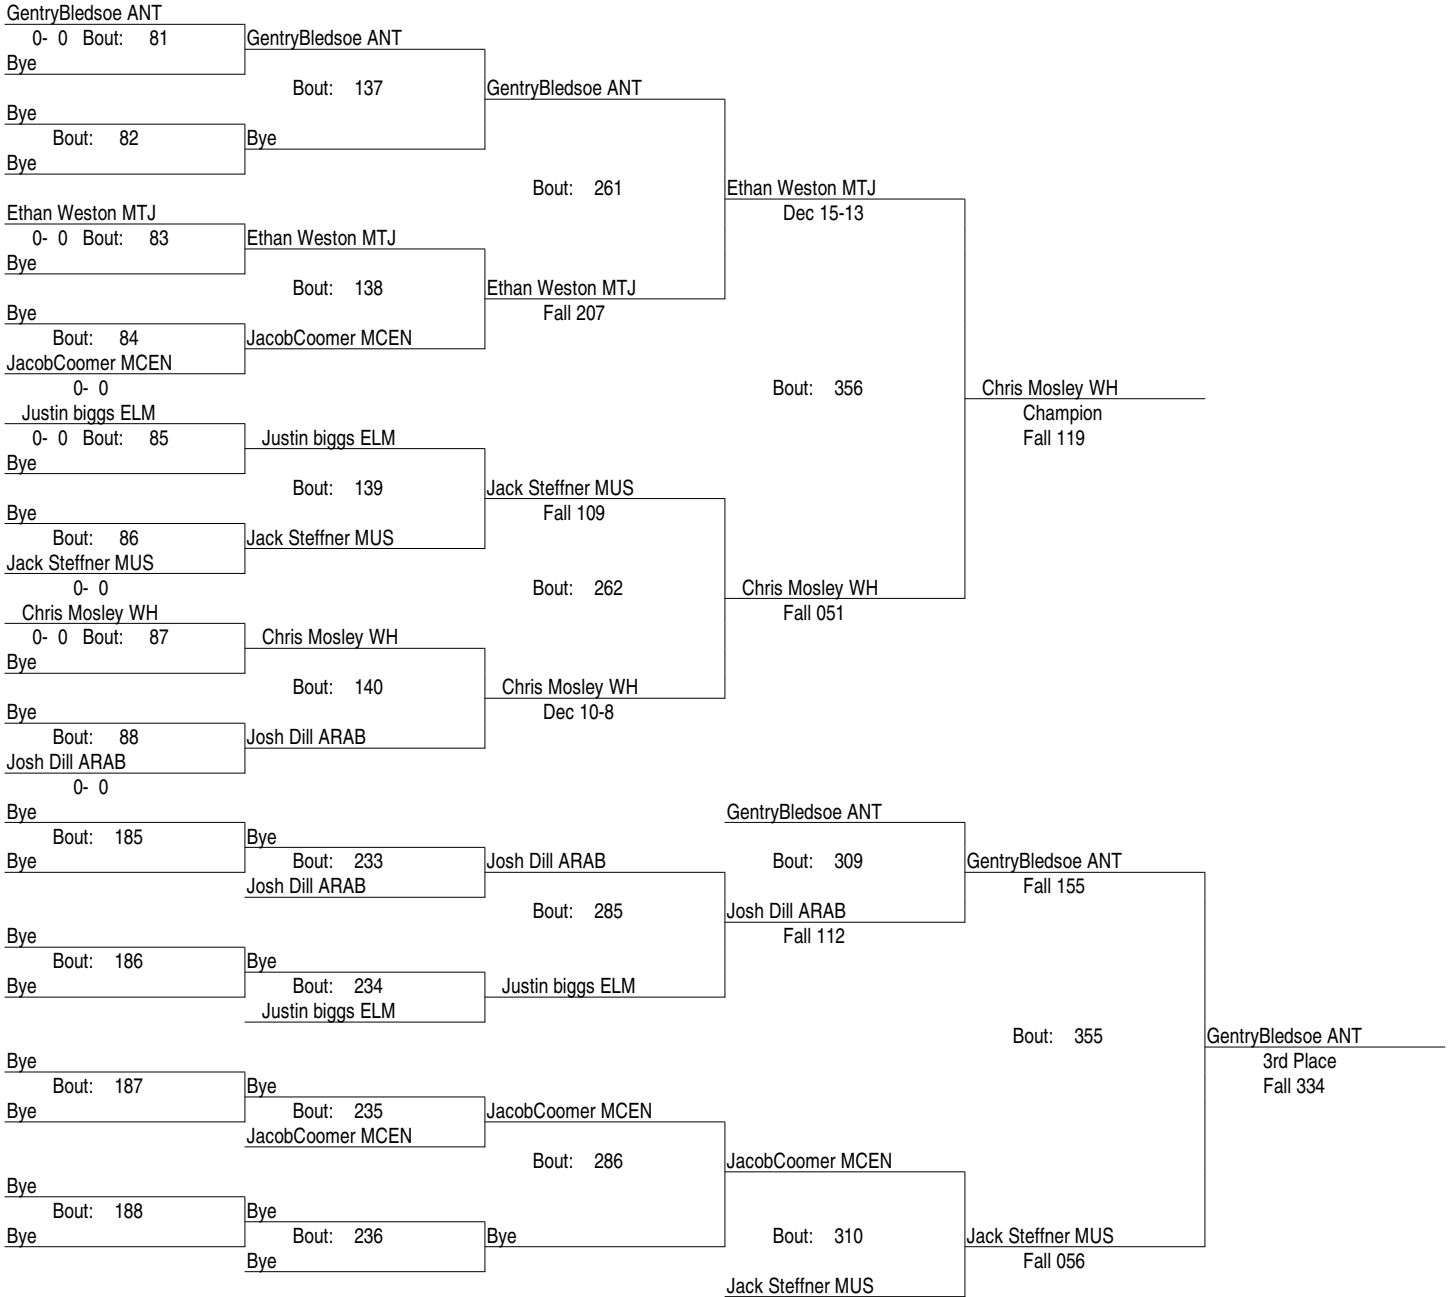 GentryBledsoe ANT
0- 0 Bout: 81 GentryBledsoe ANT
Bye
Bout: 137 GentryBledsoe ANT
Bye
Bout: 82 Bye
Bye
Bout: 261 Ethan Weston MTJ
Ethan Weston MTJ Dec 15-13
0- 0 Bout: 83 Ethan Weston MTJ
Bye
Bout: 138 Ethan Weston MTJ
Bye Fall 207
Bout: 84 JacobCoomer MCEN
JacobCoomer MCEN
0- 0 Bout: 356 Chris Mosley WH
Justin biggs ELM Champion
0- 0 Bout: 85 Justin biggs ELM Fall 119
Bye
Bout: 139 Jack Steffner MUS
Bye Fall 109
Bout: 86 Jack Steffner MUS
Jack Steffner MUS
0- 0 Bout: 262 Chris Mosley WH
Chris Mosley WH Fall 051
0- 0 Bout: 87 Chris Mosley WH
Bye
Bout: 140 Chris Mosley WH
Bye Dec 10-8
Bout: 88 Josh Dill ARAB
Josh Dill ARAB
0- 0
Bye GentryBledsoe ANT
Bout: 185 Bye
Bye Bout: 233 Josh Dill ARAB Bout: 309 GentryBledsoe ANT
Josh Dill ARAB Fall 155
Bout: 285 Josh Dill ARAB
Bye Fall 112
Bout: 186 Bye
Bye Bout: 234 Justin biggs ELM
Justin biggs ELM
Bout: 355 GentryBledsoe ANT
Bye 3rd Place
Bout: 187 Bye Fall 334
Bye Bout: 235 JacobCoomer MCEN
JacobCoomer MCEN
Bout: 286 JacobCoomer MCEN
Bye
Bout: 188 Bye
Bye Bout: 236 Bye Bout: 310 Jack Steffner MUS
Bye Fall 056
Jack Steffner MUS